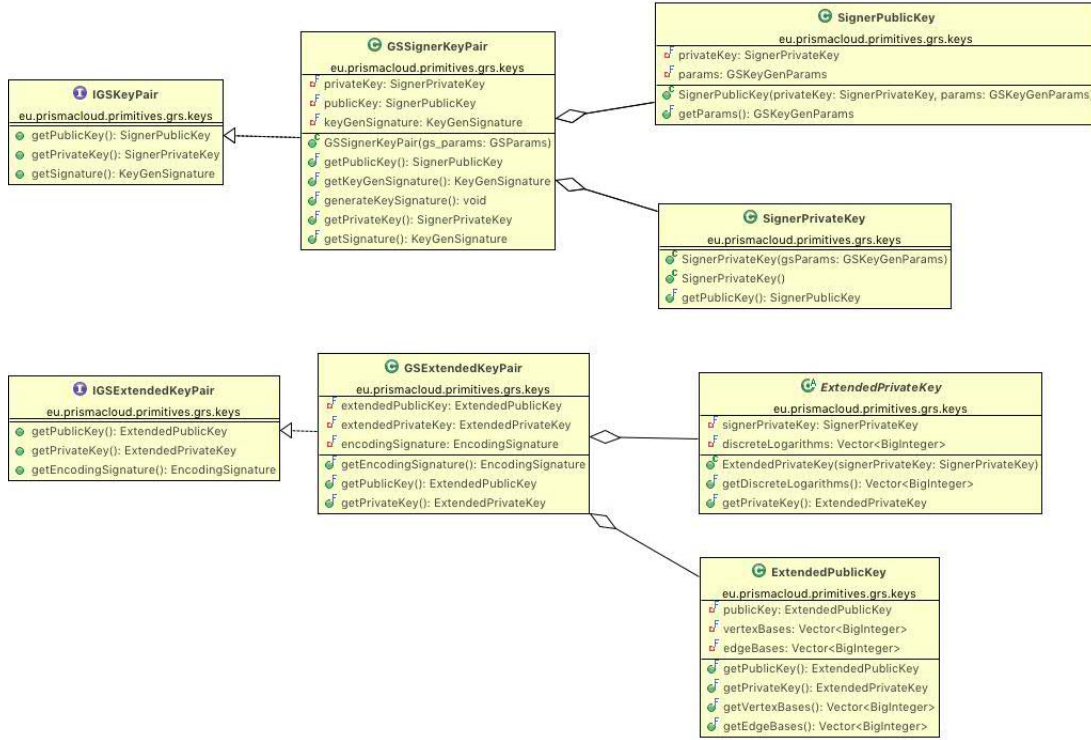 IGSKeyPair
eu.prismacloud.primitives.grs.keys
getPublicKey(): SignerPublicKey
getPrivateKey(): SignerPrivateKey
getSignature(): KeyGenSignature
GSSignerKeyPair
eu.prismacloud.primitives.grs.keys
privateKey: SignerPrivateKey
publicKey: SignerPublicKey
keyGenSignature: KeyGenSignature
GSSignerKeyPair(gs_params: GSParams)
getPublicKey(): SignerPublicKey
getKeyGenSignature(): KeyGenSignature
generateKeySignature(): void
getPrivateKey(): SignerPrivateKey
getSignature(): KeyGenSignature
SignerPublicKey
eu.prismacloud.primitives.grs.keys
privateKey: SignerPrivateKey
params: GSKeyGenParams
SignerPublicKey(privateKey: SignerPrivateKey, params: GSKeyGenParams
getParams(): GSKeyGenParams
SignerPrivateKey
eu.prismacloud.primitives.grs.keys
SignerPrivateKey(gsParams: GSKeyGenParams)
SignerPrivateKey()
getPublicKey(): SignerPublicKey
IGSExtendedKeyPair
eu.prismacloud.primitives.grs.keys
getPublicKey(): ExtendedPublicKey
getPrivateKey(): ExtendedPrivateKey
getEncodingSignature(): EncodingSignature
GSExtendedKeyPair
eu.prismacloud.primitives.grs.keys
extendedPublicKey: ExtendedPublicKey
extendedPrivateKey: ExtendedPrivateKey
encodingSignature: EncodingSignature
getEncodingSignature(): EncodingSignature
getPublicKey(): ExtendedPublicKey
getPrivateKey(): ExtendedPrivateKey
ExtendedPrivateKey
eu.prismacloud.primitives.grs.keys
signerPrivateKey: SignerPrivateKey
discreteLogarithms: Vector<BigInteger>
ExtendedPrivateKey(signerPrivateKey: SignerPrivateKey)
getDiscreteLogarithms(): Vector<BigInteger>
getPrivateKey(): ExtendedPrivateKey
ExtendedPublicKey
eu.prismacloud.primitives.grs.keys
publicKey: ExtendedPublicKey
vertexBases: Vector<BigInteger>
edgeBases: Vector<BigInteger>
getPublicKey(): ExtendedPublicKey
getPrivateKey(): ExtendedPrivateKey
getVertexBases(): Vector<BigInteger>
getEdgeBases(): Vector<BigInteger>